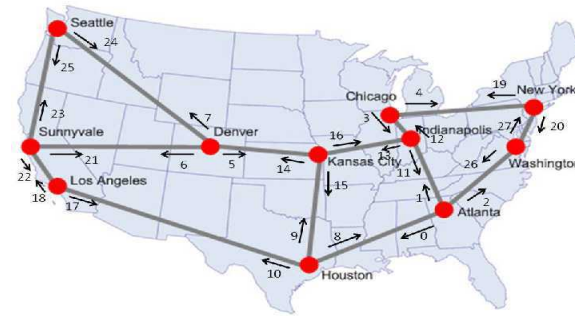 Seattle
24
25
19
New York
Chicago
4
23
3
7
16
Indianapolis
12
27
20
Sunnyvale
Denver
13
21
6
5
14
Kansas City
11
26
Washington
22
Los Angeles
15
18
17
1
2
Atlanta
9
8
0
10
Houston